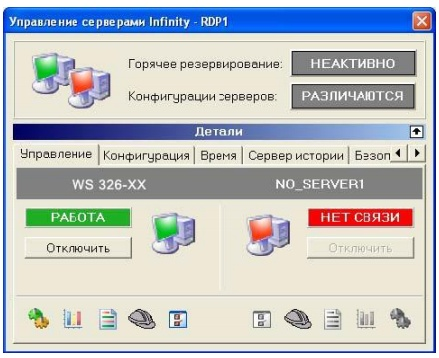 Управление серверами Infinity - RDP1
Горячее резервирование: НЕАКТИВНО
Конфигурации серверов: РАЗЛИЧАЮТСЯ
Детали
Управление Конфигурация Время Сервер истории Безоп
WS 326-XX NO_SERVER1
РАБОТА НЕТ СВЯЗИ
Отключить Отключить